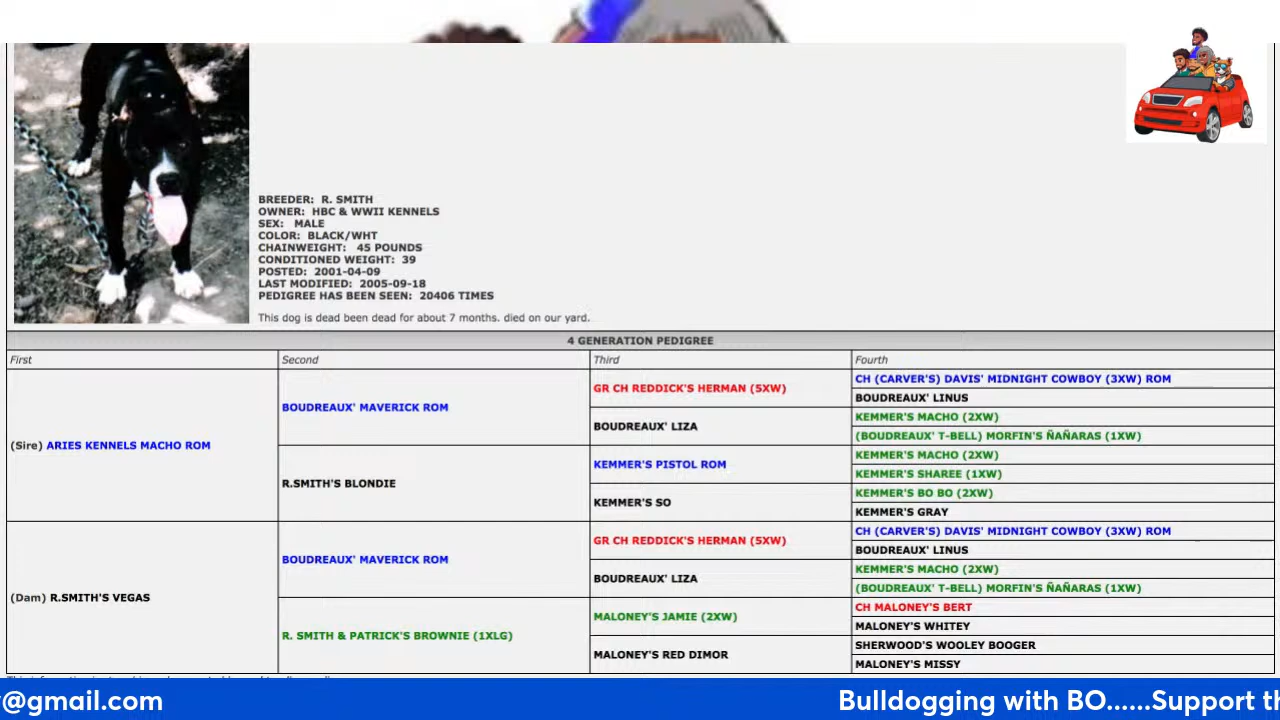 BREEDER: R. SMITH
OWNER: HBC & WWII KENNELS
SEX: MALE
COLOR: BLACK/WHT
CHAINWEIGHT: 45 POUNDS
CONDITIONED WEIGHT: 39
POSTED: 2001-04-09
LAST MODIFIED: 2005-09-18
PEDIGREE HAS BEEN SEEN: 20406 TIMES
This dog is dead been dead for about 7 months. died on our yard.
4 GENERATION PEDIGREE
First Second Third Fourth
(Sire) ARIES KENNELS MACHO ROM
BOUDREAUX' MAVERICK ROM
GR CH REDDICK'S HERMAN (5XW)
CH (CARVER'S) DAVIS' MIDNIGHT COWBOY (3XW) ROM
BOUDREAUX' LINUS
BOUDREAUX' LIZA
KEMMER'S MACHO (2XW)
(BOUDREAUX' T-BELL) MORFIN'S ÑAÑARAS (1XW)
R.SMITH'S BLONDIE
KEMMER'S PISTOL ROM
KEMMER'S MACHO (2XW)
KEMMER'S SHAREE (1XW)
KEMMER'S SO
KEMMER'S BO BO (2XW)
KEMMER'S GRAY
(Dam) R.SMITH'S VEGAS
BOUDREAUX' MAVERICK ROM
GR CH REDDICK'S HERMAN (5XW)
CH (CARVER'S) DAVIS' MIDNIGHT COWBOY (3XW) ROM
BOUDREAUX' LINUS
BOUDREAUX' LIZA
KEMMER'S MACHO (2XW)
(BOUDREAUX' T-BELL) MORFIN'S ÑAÑARAS (1XW)
R. SMITH & PATRICK'S BROWNIE (1XLG)
MALONEY'S JAMIE (2XW)
CH MALONEY'S BERT
MALONEY'S WHITEY
MALONEY'S RED DIMOR
SHERWOOD'S WOOLEY BOOGER
MALONEY'S MISSY
@gmail.com Bulldogging with BO......Support th